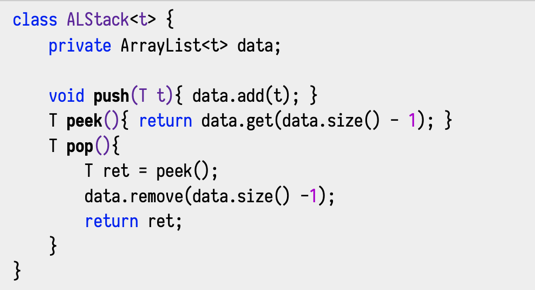 class ALStack<t> {
    private ArrayList<t> data;

    void push(T t){ data.add(t); }
    T peek(){ return data.get(data.size() - 1); }
    T pop(){
        T ret = peek();
        data.remove(data.size() -1);
        return ret;
    }
}